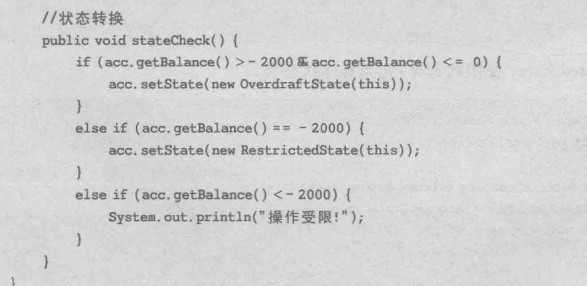 //状态转换
public void stateCheck() {
if (acc.getBalance() >- 2000 & acc.getBalance() <= 0) {
acc.setState(new OverdraftState(this));
}
else if (acc.getBalance() == - 2000) {
acc.setState(new RestrictedState(this));
}
else if (acc.getBalance() <- 2000) {
System.out.println("操作受限!");
}
}
}